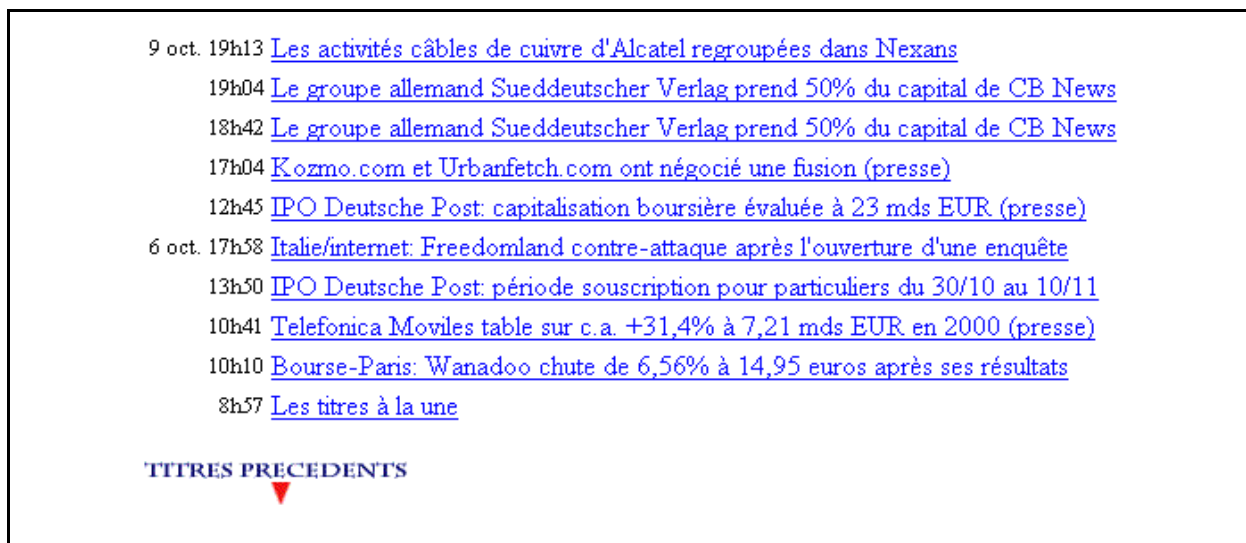 9 oct. 19h13 Les activités câbles de cuivre d'Alcatel regroupées dans Nexans
19h04 Le groupe allemand Sueddeutscher Verlag prend 50% du capital de CB News
18h42 Le groupe allemand Sueddeutscher Verlag prend 50% du capital de CB News
17h04 Kozmo.com et Urbanfetch.com ont négocié une fusion (presse)
12h45 IPO Deutsche Post: capitalisation boursière évaluée à 23 mds EUR (presse)
6 oct. 17h58 Italie/internet: Freedomland contre-attaque après l'ouverture d'une enquête
13h50 IPO Deutsche Post: période souscription pour particuliers du 30/10 au 10/11
10h41 Telefonica Moviles table sur c.a. +31,4% à 7,21 mds EUR en 2000 (presse)
10h10 Bourse-Paris: Wanadoo chute de 6,56% à 14,95 euros après ses résultats
8h57 Les titres à la une
TITRES PRECEDENTS